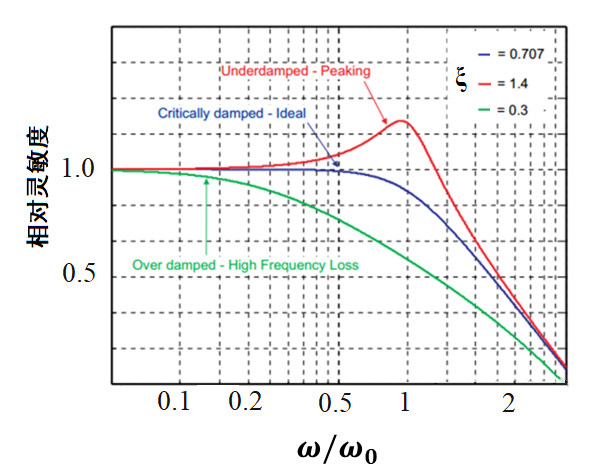 = 0.707
Underdamped - Peaking
ξ
= 1.4
Critically damped - Ideal
= 0.3
相对灵敏度
1.0
Over damped - High Frequency Loss
0.5
0.1 0.2 0.5 1 2
ω/ω₀